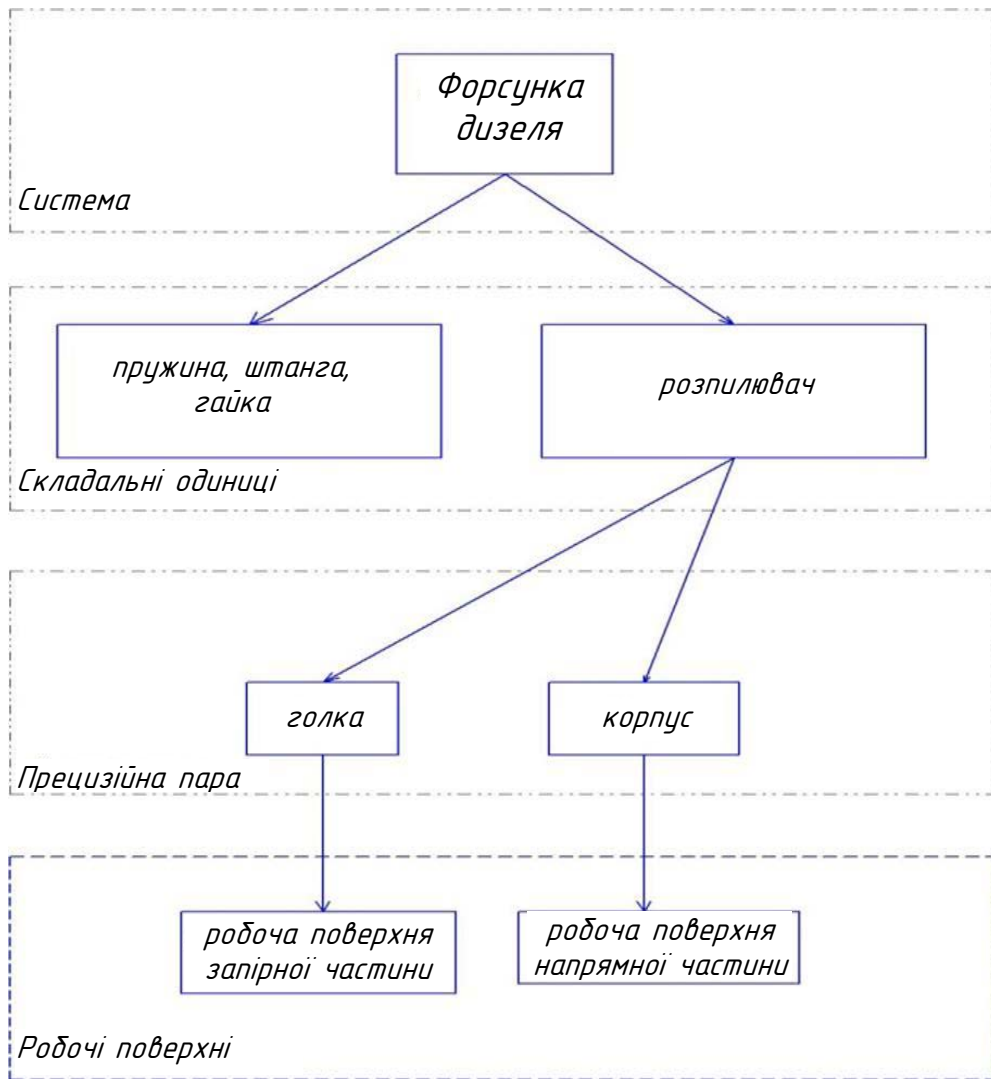 Форсунка
дизеля
Система
пружина, штанга,
гайка
розпилювач
Складальні одиниці
голка
корпус
Прецизійна пара
робоча поверхня
запірної частини
робоча поверхня
напрямної частини
Робочі поверхні